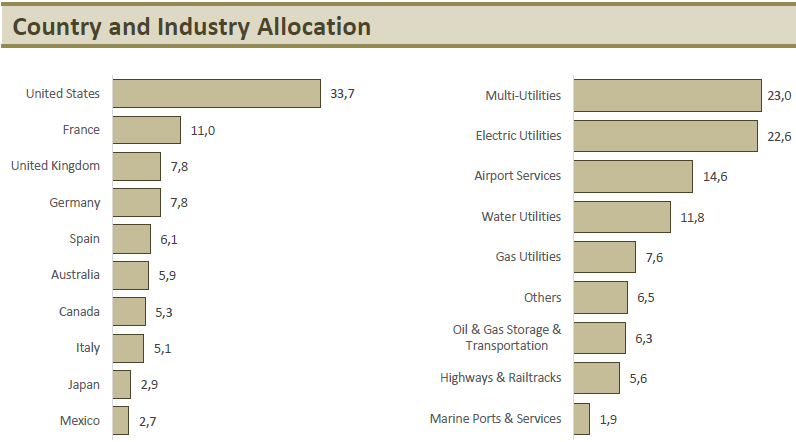 Country and Industry Allocation
United States 33,7
France 11,0
United Kingdom 7,8
Germany 7,8
Spain 6,1
Australia 5,9
Canada 5,3
Italy 5,1
Japan 2,9
Mexico 2,7
Multi-Utilities 23,0
Electric Utilities 22,6
Airport Services 14,6
Water Utilities 11,8
Gas Utilities 7,6
Others 6,5
Oil & Gas Storage &
Transportation 6,3
Highways & Railtracks 5,6
Marine Ports & Services 1,9